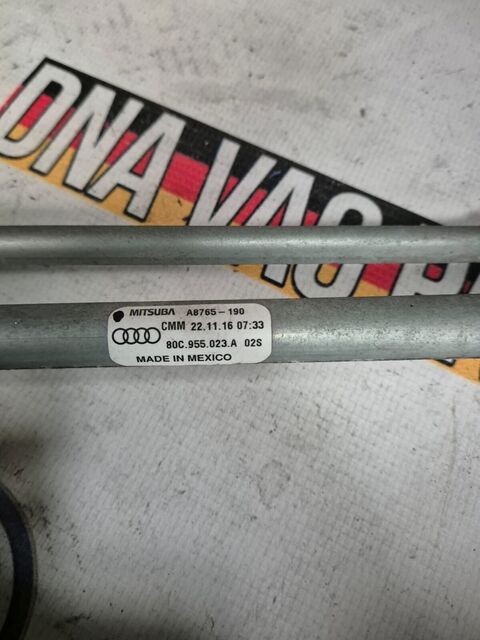 DNA VAG
MITSUBA A8765-190
CMM 22.11.16 07:33
80C.955.023.A 02S
MADE IN MEXICO